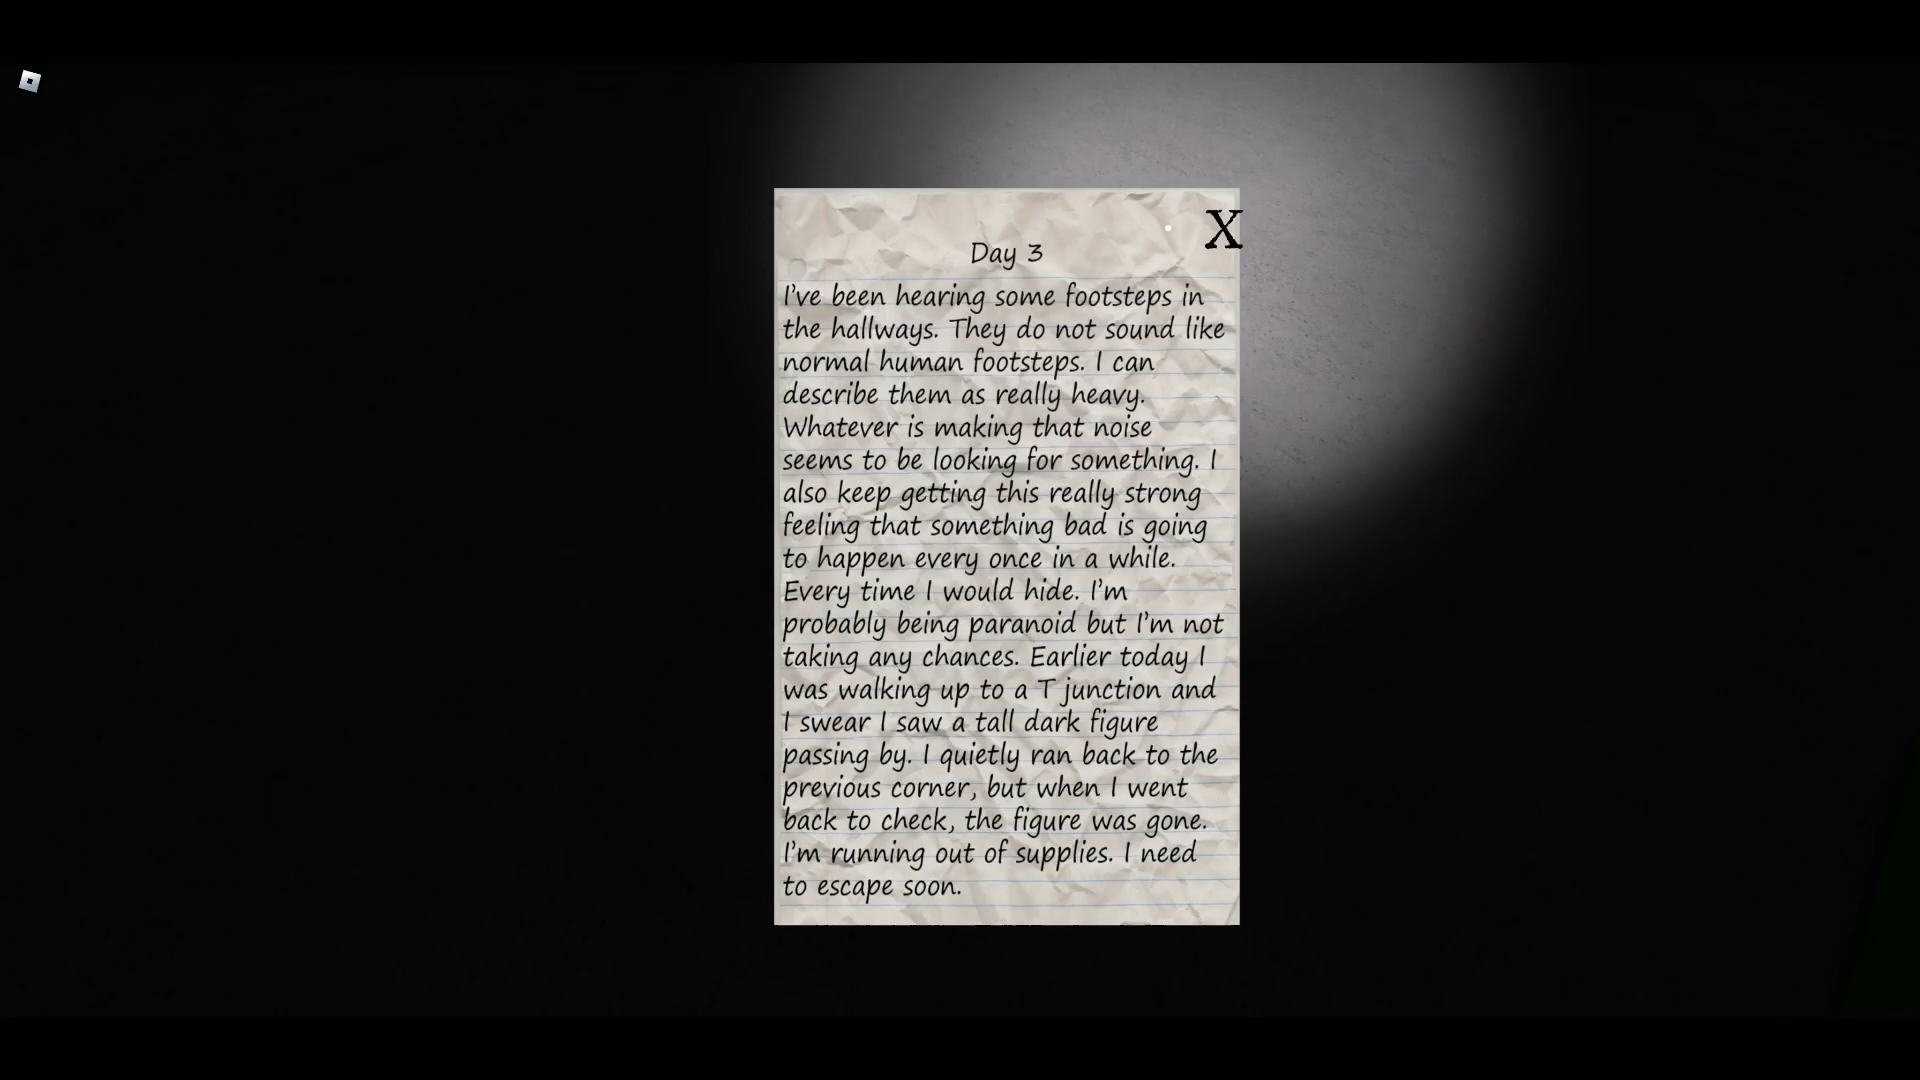 X
Day 3
I've been hearing some footsteps in
the hallways. They do not sound like
normal human footsteps. I can
describe them as really heavy.
Whatever is making that noise
seems to be looking for something. I
also keep getting this really strong
feeling that something bad is going
to happen every once in a while.
Every time I would hide. I'm
probably being paranoid but I'm not
taking any chances. Earlier today I
was walking up to a T junction and
I swear I saw a tall dark figure
passing by. I quietly ran back to the
previous corner, but when I went
back to check, the figure was gone.
I'm running out of supplies. I need
to escape soon.